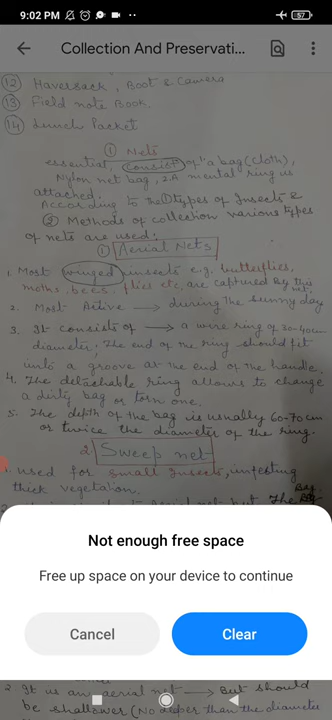 9:02 PM
57
Collection And Preservati...
(12) Haversack, Boot & Camera
(13) Field note Book.
(14) Lunch Packet
(1) Nets
essential, consist of a bag (cloth),
Nylon net bag, 2. A mental ring is
attached.
According to the types of Insects &
(2) Methods of collection various types
of nets are used:
(1) Aerial Nets
1. Most winged insects e.g. butterflies,
moths, bees, flies etc, are captured by this net.
2. Most Active → during the sunny day
3. It consists of → a wire ring of 30-40cm
diameter; The end of the ring should fit
into a groove at the end of the handle.
4. The detachable ring allows to change
a dirty bag or torn one.
5. The depth of the bag is usually 60-70cm
or twice the diameter of the ring.
2 Sweep net
1. used for small Insects, infesting
thick vegetation.
Not enough free space
Free up space on your device to continue
Cancel
Clear
2. It is an aerial net → But should
be shallower (No deeper than the diameter